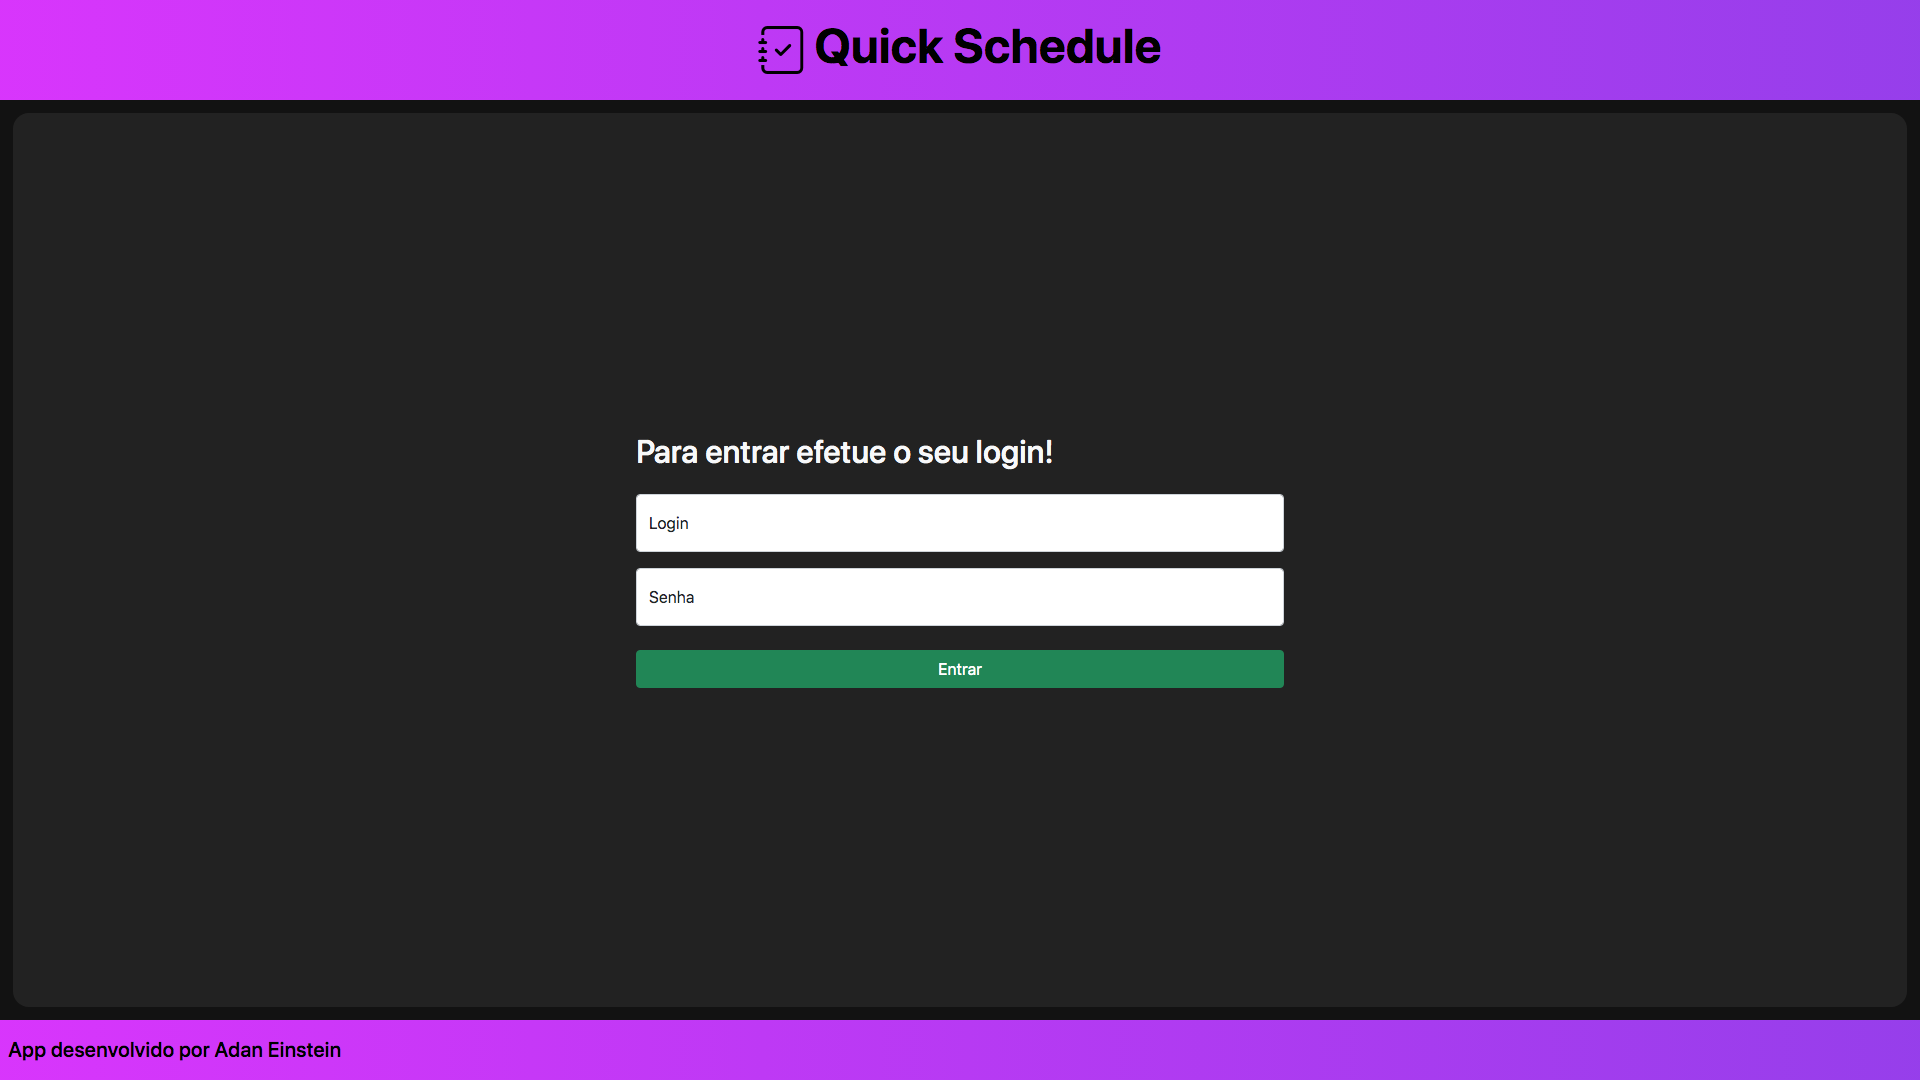 Quick Schedule
Para entrar efetue o seu login!
Login
Senha
Entrar
App desenvolvido por Adan Einstein